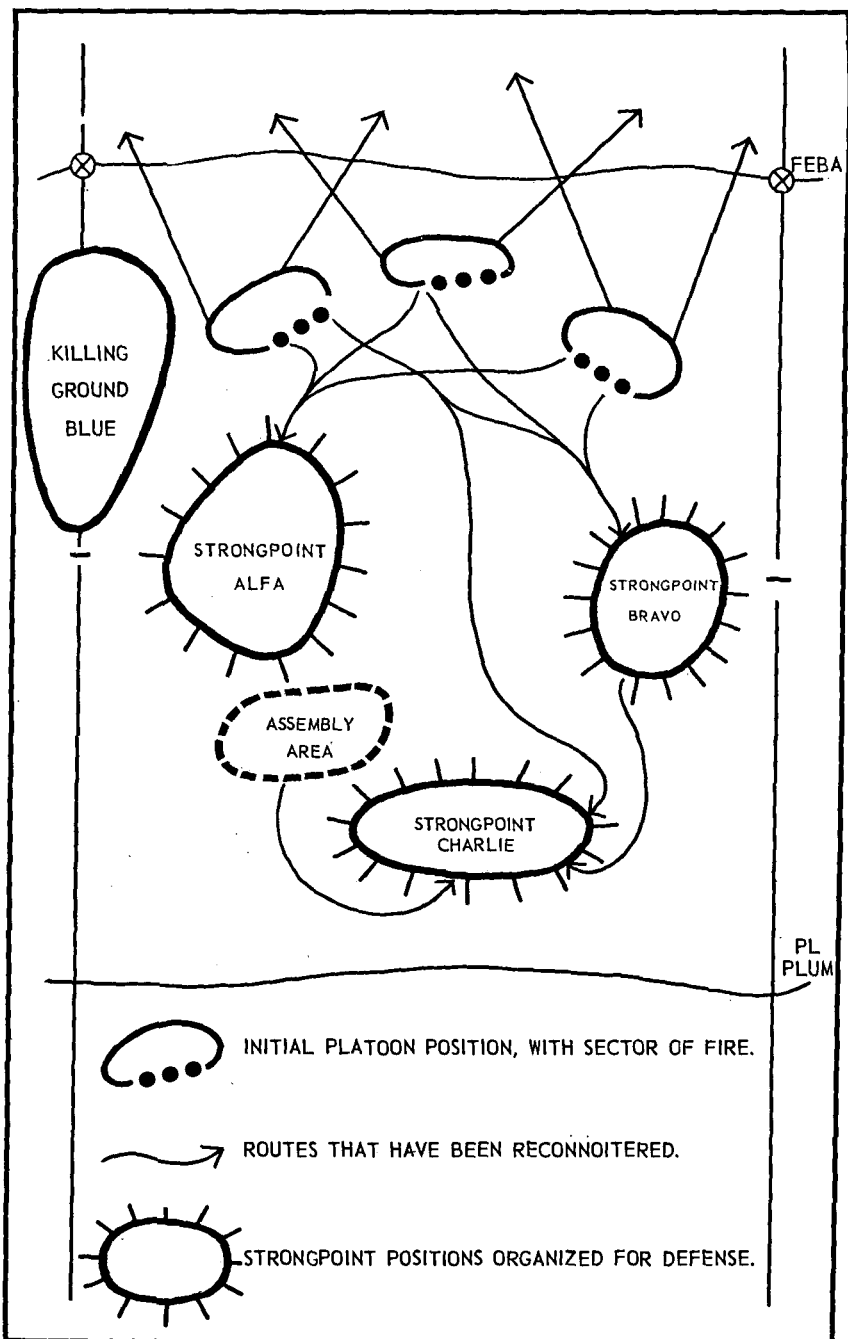 FEBA
KILLING
GROUND
BLUE
STRONGPOINT
ALFA
STRONGPOINT
BRAVO
ASSEMBLY
AREA
STRONGPOINT
CHARLIE
PL
PLUM
INITIAL PLATOON POSITION, WITH SECTOR OF FIRE.
ROUTES THAT HAVE BEEN RECONNOITERED.
STRONGPOINT POSITIONS ORGANIZED FOR DEFENSE.